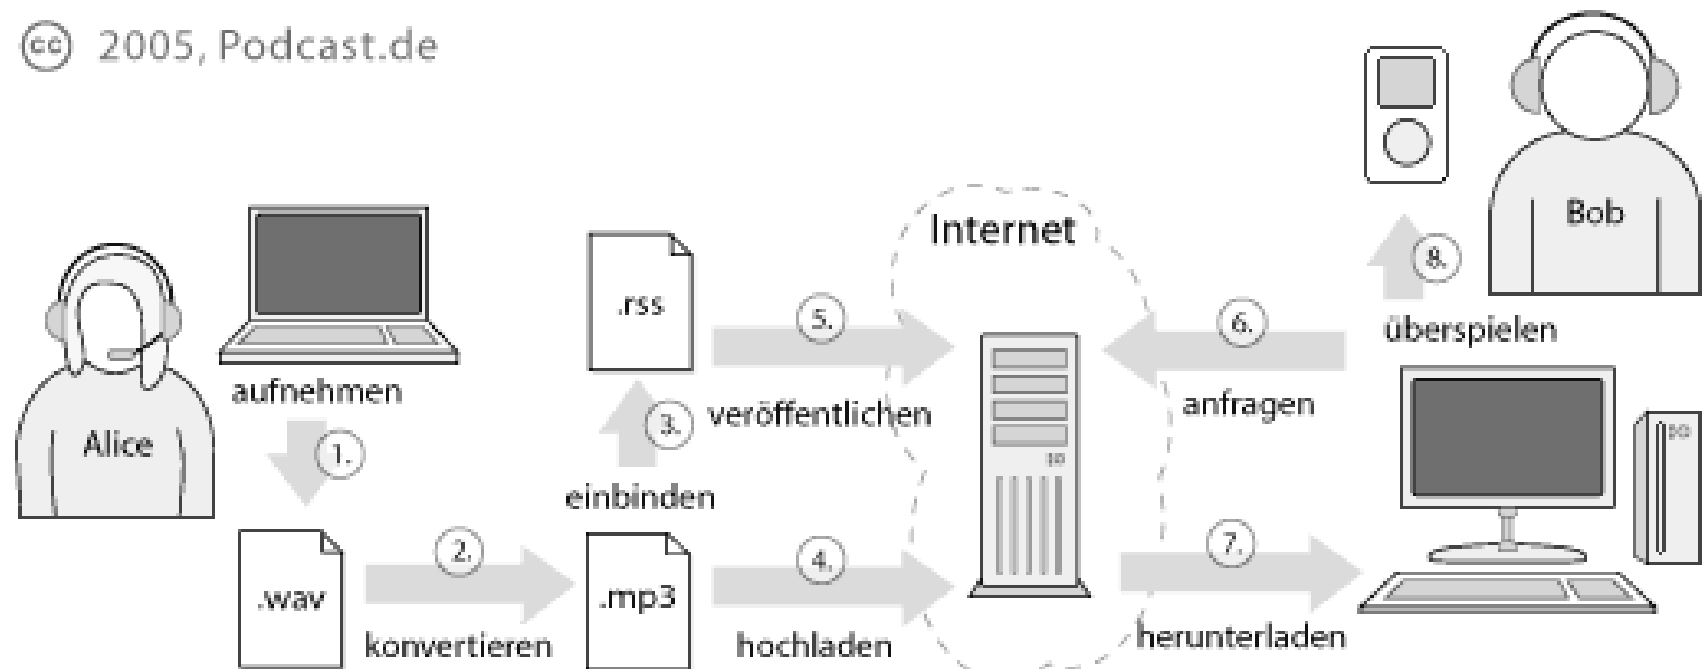 cc 2005, Podcast.de
Alice
aufnehmen
1.
.wav
2.
konvertieren
.mp3
einbinden
3.
.rss
4.
hochladen
5.
veröffentlichen
Internet
6.
anfragen
7.
herunterladen
8.
überspielen
Bob